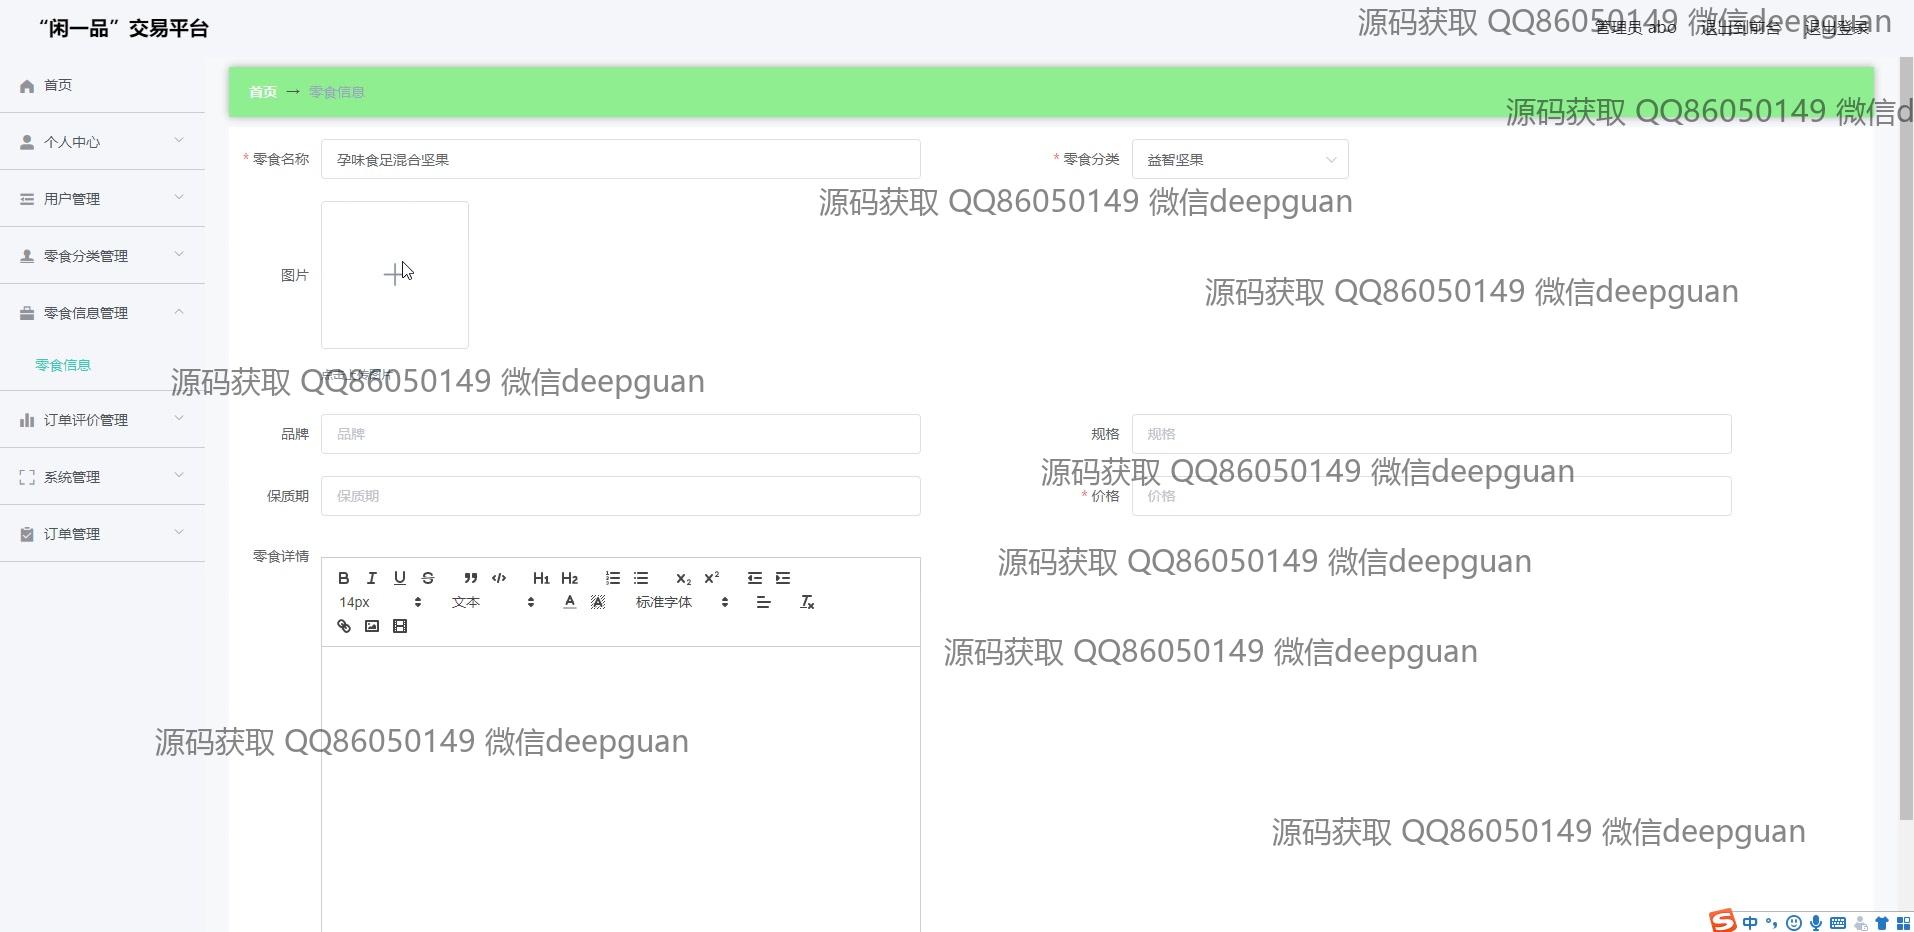 “闲一品”交易平台
管理员 abo 退出到前台 退出登录
源码获取 QQ86050149 微信deepguan
首页
首页 → 零食信息
源码获取 QQ86050149 微信d
个人中心
* 零食名称 孕味食足混合坚果
* 零食分类 益智坚果
用户管理
源码获取 QQ86050149 微信deepguan
零食分类管理
图片
源码获取 QQ86050149 微信deepguan
零食信息管理
零食信息
点击上传图片
源码获取 QQ86050149 微信deepguan
订单评价管理
品牌 品牌
规格 规格
源码获取 QQ86050149 微信deepguan
系统管理
保质期 保质期
* 价格 价格
订单管理
零食详情
源码获取 QQ86050149 微信deepguan
B I U S ” </> H1 H2 X2 X2
14px 文本 A A 标准字体 Tx
源码获取 QQ86050149 微信deepguan
源码获取 QQ86050149 微信deepguan
源码获取 QQ86050149 微信deepguan
S 中